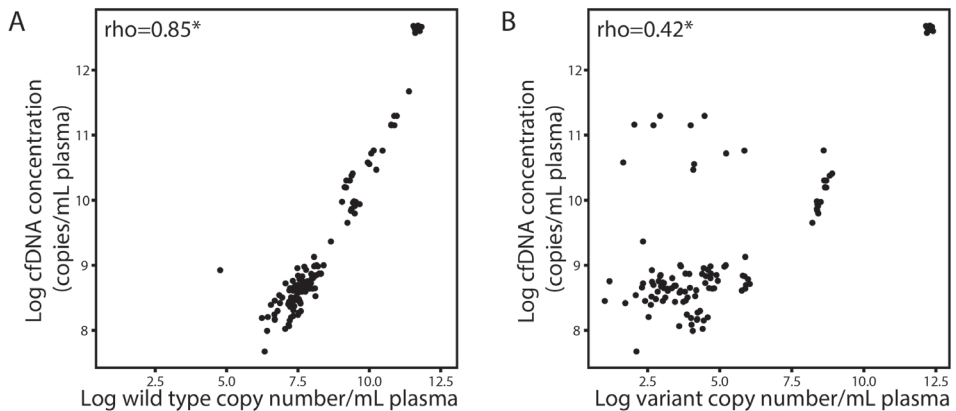 A
rho=0.85*
12
11
10
9
8
Log cfDNA concentration
(copies/mL plasma)
2.5 5.0 7.5 10.0 12.5
Log wild type copy number/mL plasma
B
rho=0.42*
12
11
10
9
8
Log cfDNA concentration
(copies/mL plasma)
2.5 5.0 7.5 10.0 12.5
Log variant copy number/mL plasma